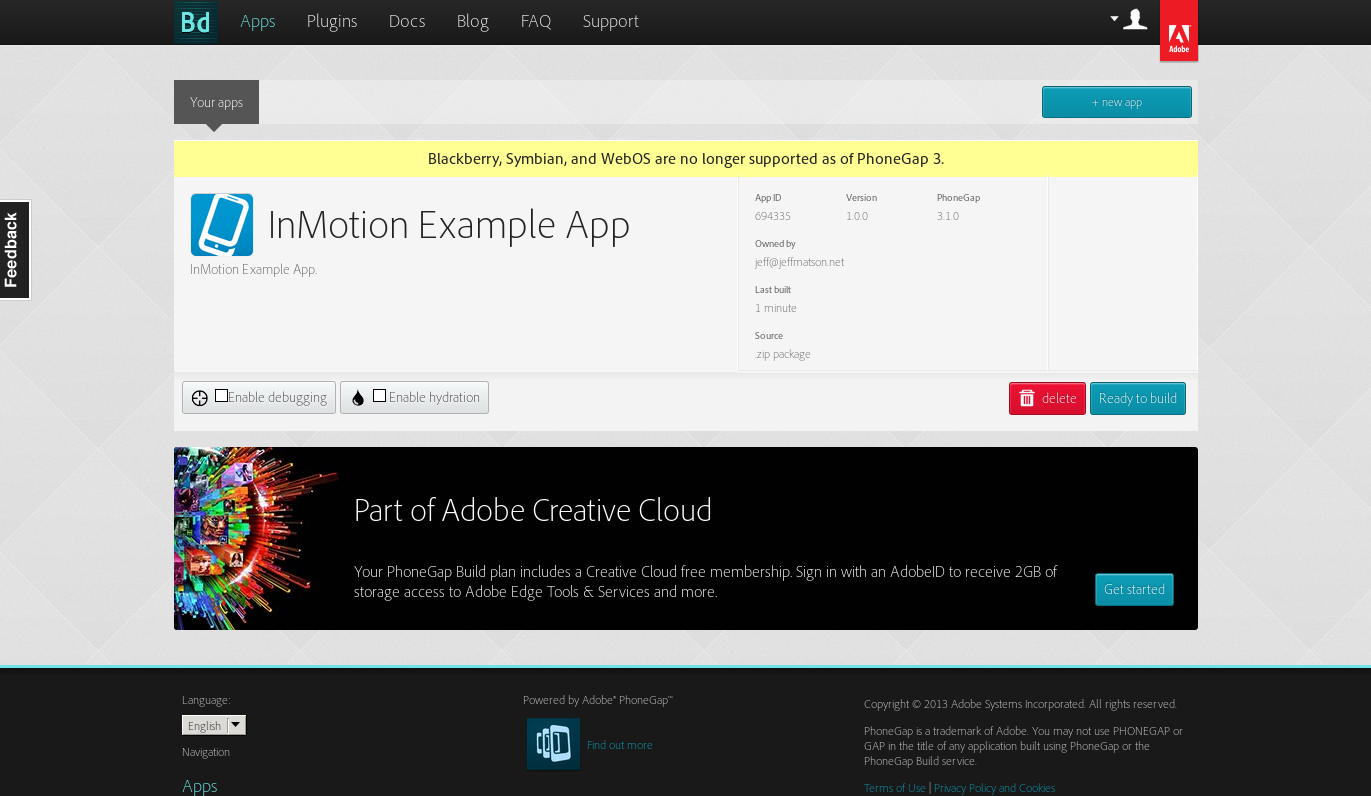 Bd Apps Plugins Docs Blog FAQ Support
Adobe
Your apps
+ new app
Blackberry, Symbian, and WebOS are no longer supported as of PhoneGap 3.
Feedback
InMotion Example App
InMotion Example App.
App ID Version PhoneGap
694335 1.0.0 3.1.0
Owned by
jeff@jeffmatson.net
Last built
1 minute
Source
.zip package
Enable debugging Enable hydration delete Ready to build
Part of Adobe Creative Cloud
Your PhoneGap Build plan includes a Creative Cloud free membership. Sign in with an AdobeID to receive 2GB of
storage access to Adobe Edge Tools & Services and more.
Get started
Language:
English
Navigation
Apps
Powered by Adobe® PhoneGap™
Find out more
Copyright © 2013 Adobe Systems Incorporated. All rights reserved.
PhoneGap is a trademark of Adobe. You may not use PHONEGAP or
GAP in the title of any application built using PhoneGap or the
PhoneGap Build service.
Terms of Use | Privacy Policy and Cookies